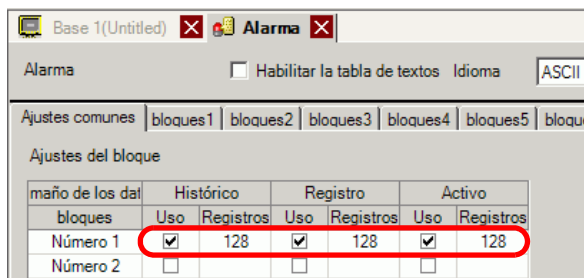 Base 1(Untitled) Alarma
Alarma Habilitar la tabla de textos Idioma ASCII
Ajustes comunes bloques1 bloques2 bloques3 bloques4 bloques5 bloqu
Ajustes del bloque
maño de los dat Histórico Registro Activo
bloques Uso Registros Uso Registros Uso Registros
Número 1 128 128 128
Número 2